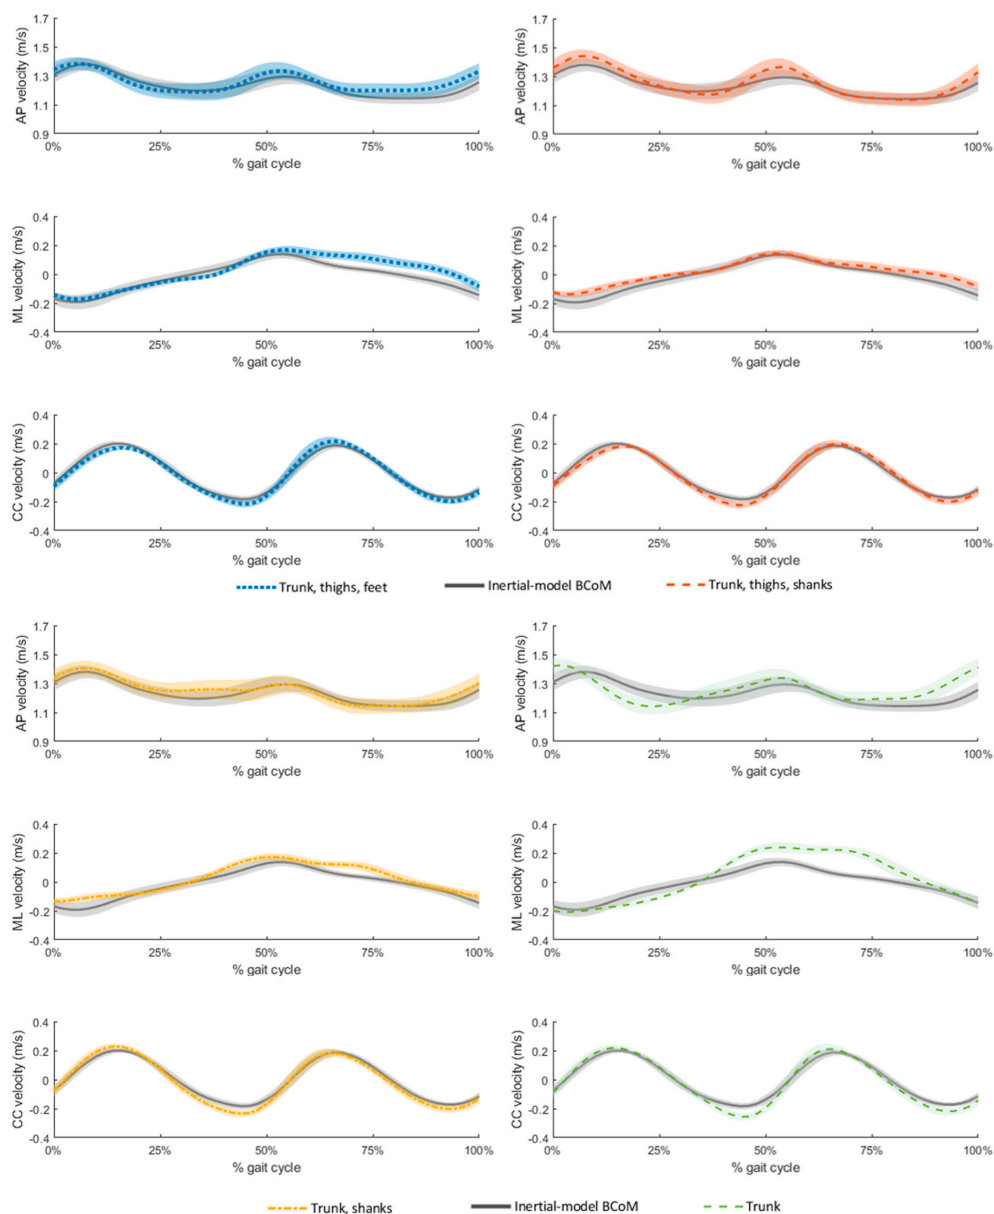 1.7 1.7
1.5 1.5
1.3 1.3
1.1 1.1
0.9 0.9
AP velocity (m/s) AP velocity (m/s)
0% 25% 50% 75% 100% 0% 25% 50% 75% 100%
% gait cycle % gait cycle
0.4 0.4
0.2 0.2
0 0
-0.2 -0.2
-0.4 -0.4
ML velocity (m/s) ML velocity (m/s)
0% 25% 50% 75% 100% 0% 25% 50% 75% 100%
% gait cycle % gait cycle
0.4 0.4
0.2 0.2
0 0
-0.2 -0.2
-0.4 -0.4
CC velocity (m/s) CC velocity (m/s)
0% 25% 50% 75% 100% 0% 25% 50% 75% 100%
% gait cycle % gait cycle
Trunk, thighs, feet Inertial-model BCoM Trunk, thighs, shanks
1.7 1.7
1.5 1.5
1.3 1.3
1.1 1.1
0.9 0.9
AP velocity (m/s) AP velocity (m/s)
0% 25% 50% 75% 100% 0% 25% 50% 75% 100%
% gait cycle % gait cycle
0.4 0.4
0.2 0.2
0 0
-0.2 -0.2
-0.4 -0.4
ML velocity (m/s) ML velocity (m/s)
0% 25% 50% 75% 100% 0% 25% 50% 75% 100%
% gait cycle % gait cycle
0.4 0.4
0.2 0.2
0 0
-0.2 -0.2
-0.4 -0.4
CC velocity (m/s) CC velocity (m/s)
0% 25% 50% 75% 100% 0% 25% 50% 75% 100%
% gait cycle % gait cycle
Trunk, shanks Inertial-model BCoM Trunk